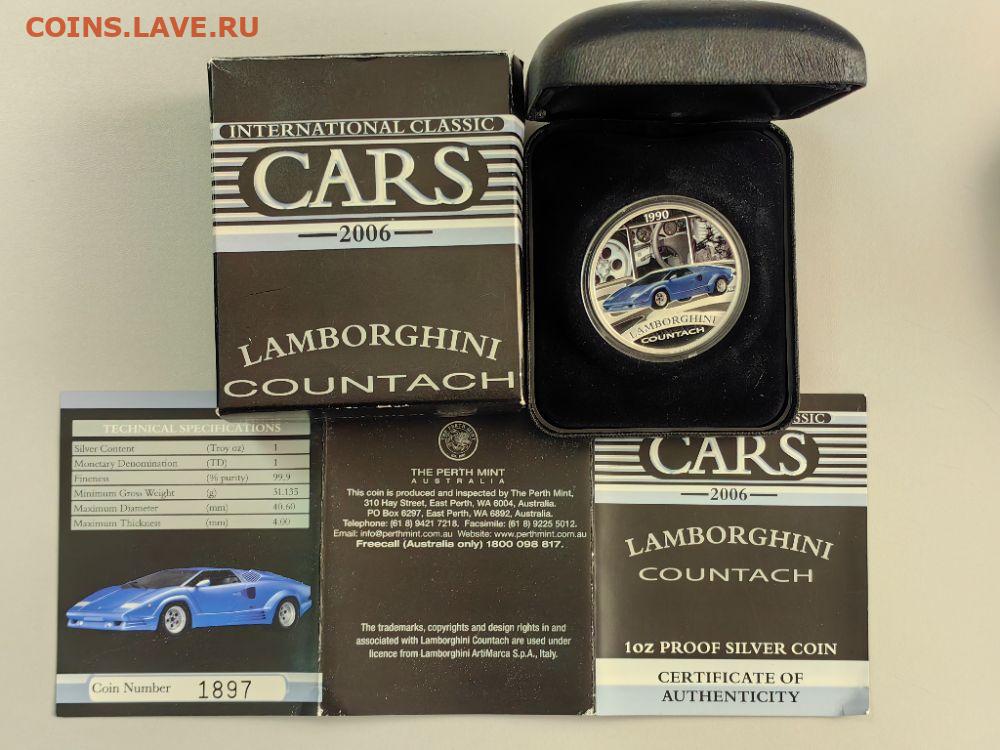 COINS.LAVE.RU
INTERNATIONAL CLASSIC
CARS
2006
LAMBORGHINI
COUNTACH
1990
LAMBORGHINI
COUNTACH
TECHNICAL SPECIFICATIONS
Silver Content (Troy oz) 1
Monetary Denomination (TD) 1
Fineness (% purity) 99.9
Minimum Gross Weight (g) 31.135
Maximum Diameter (mm) 40.60
Maximum Thickness (mm) 4.00
Coin Number 1897
THE PERTH MINT
AUSTRALIA
This coin is produced and inspected by The Perth Mint,
310 Hay Street, East Perth, WA 6004, Australia.
PO Box 6297, East Perth, WA 6892, Australia.
Telephone: (61 8) 9421 7218, Facsimile: (61 8) 9225 5012.
Email: info@perthmint.com.au Website: www.perthmint.com.au
Freecall (Australia only) 1800 098 817.
The trademarks, copyrights and design rights in and
associated with Lamborghini Countach are used under
licence from Lamborghini ArtiMarca S.p.A., Italy.
CARS
2006
LAMBORGHINI
COUNTACH
1oz PROOF SILVER COIN
CERTIFICATE OF
AUTHENTICITY